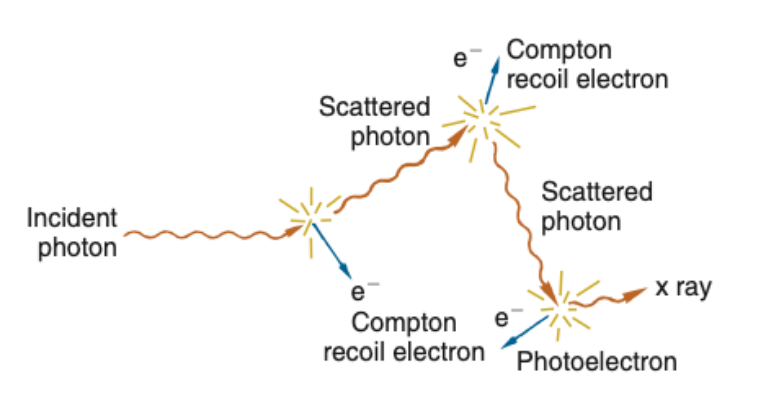 e⁻
Compton
recoil electron
Scattered
photon
Scattered
photon
Incident
photon
e⁻
Compton
recoil electron
x ray
e⁻
Photoelectron